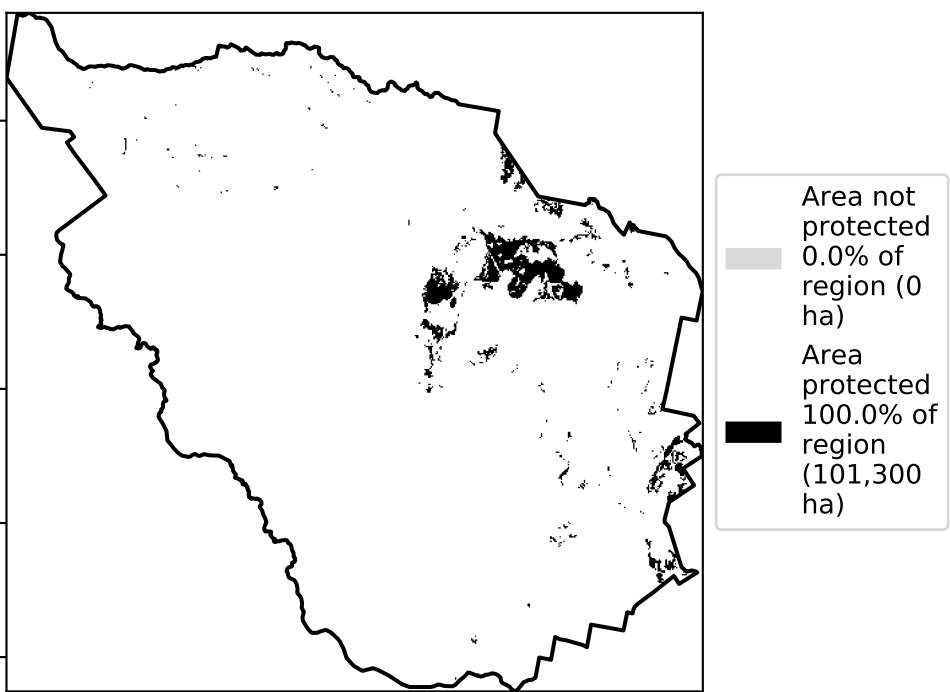 Area not
protected
0.0% of
region (0
ha)
Area
protected
100.0% of
region
(101,300
ha)